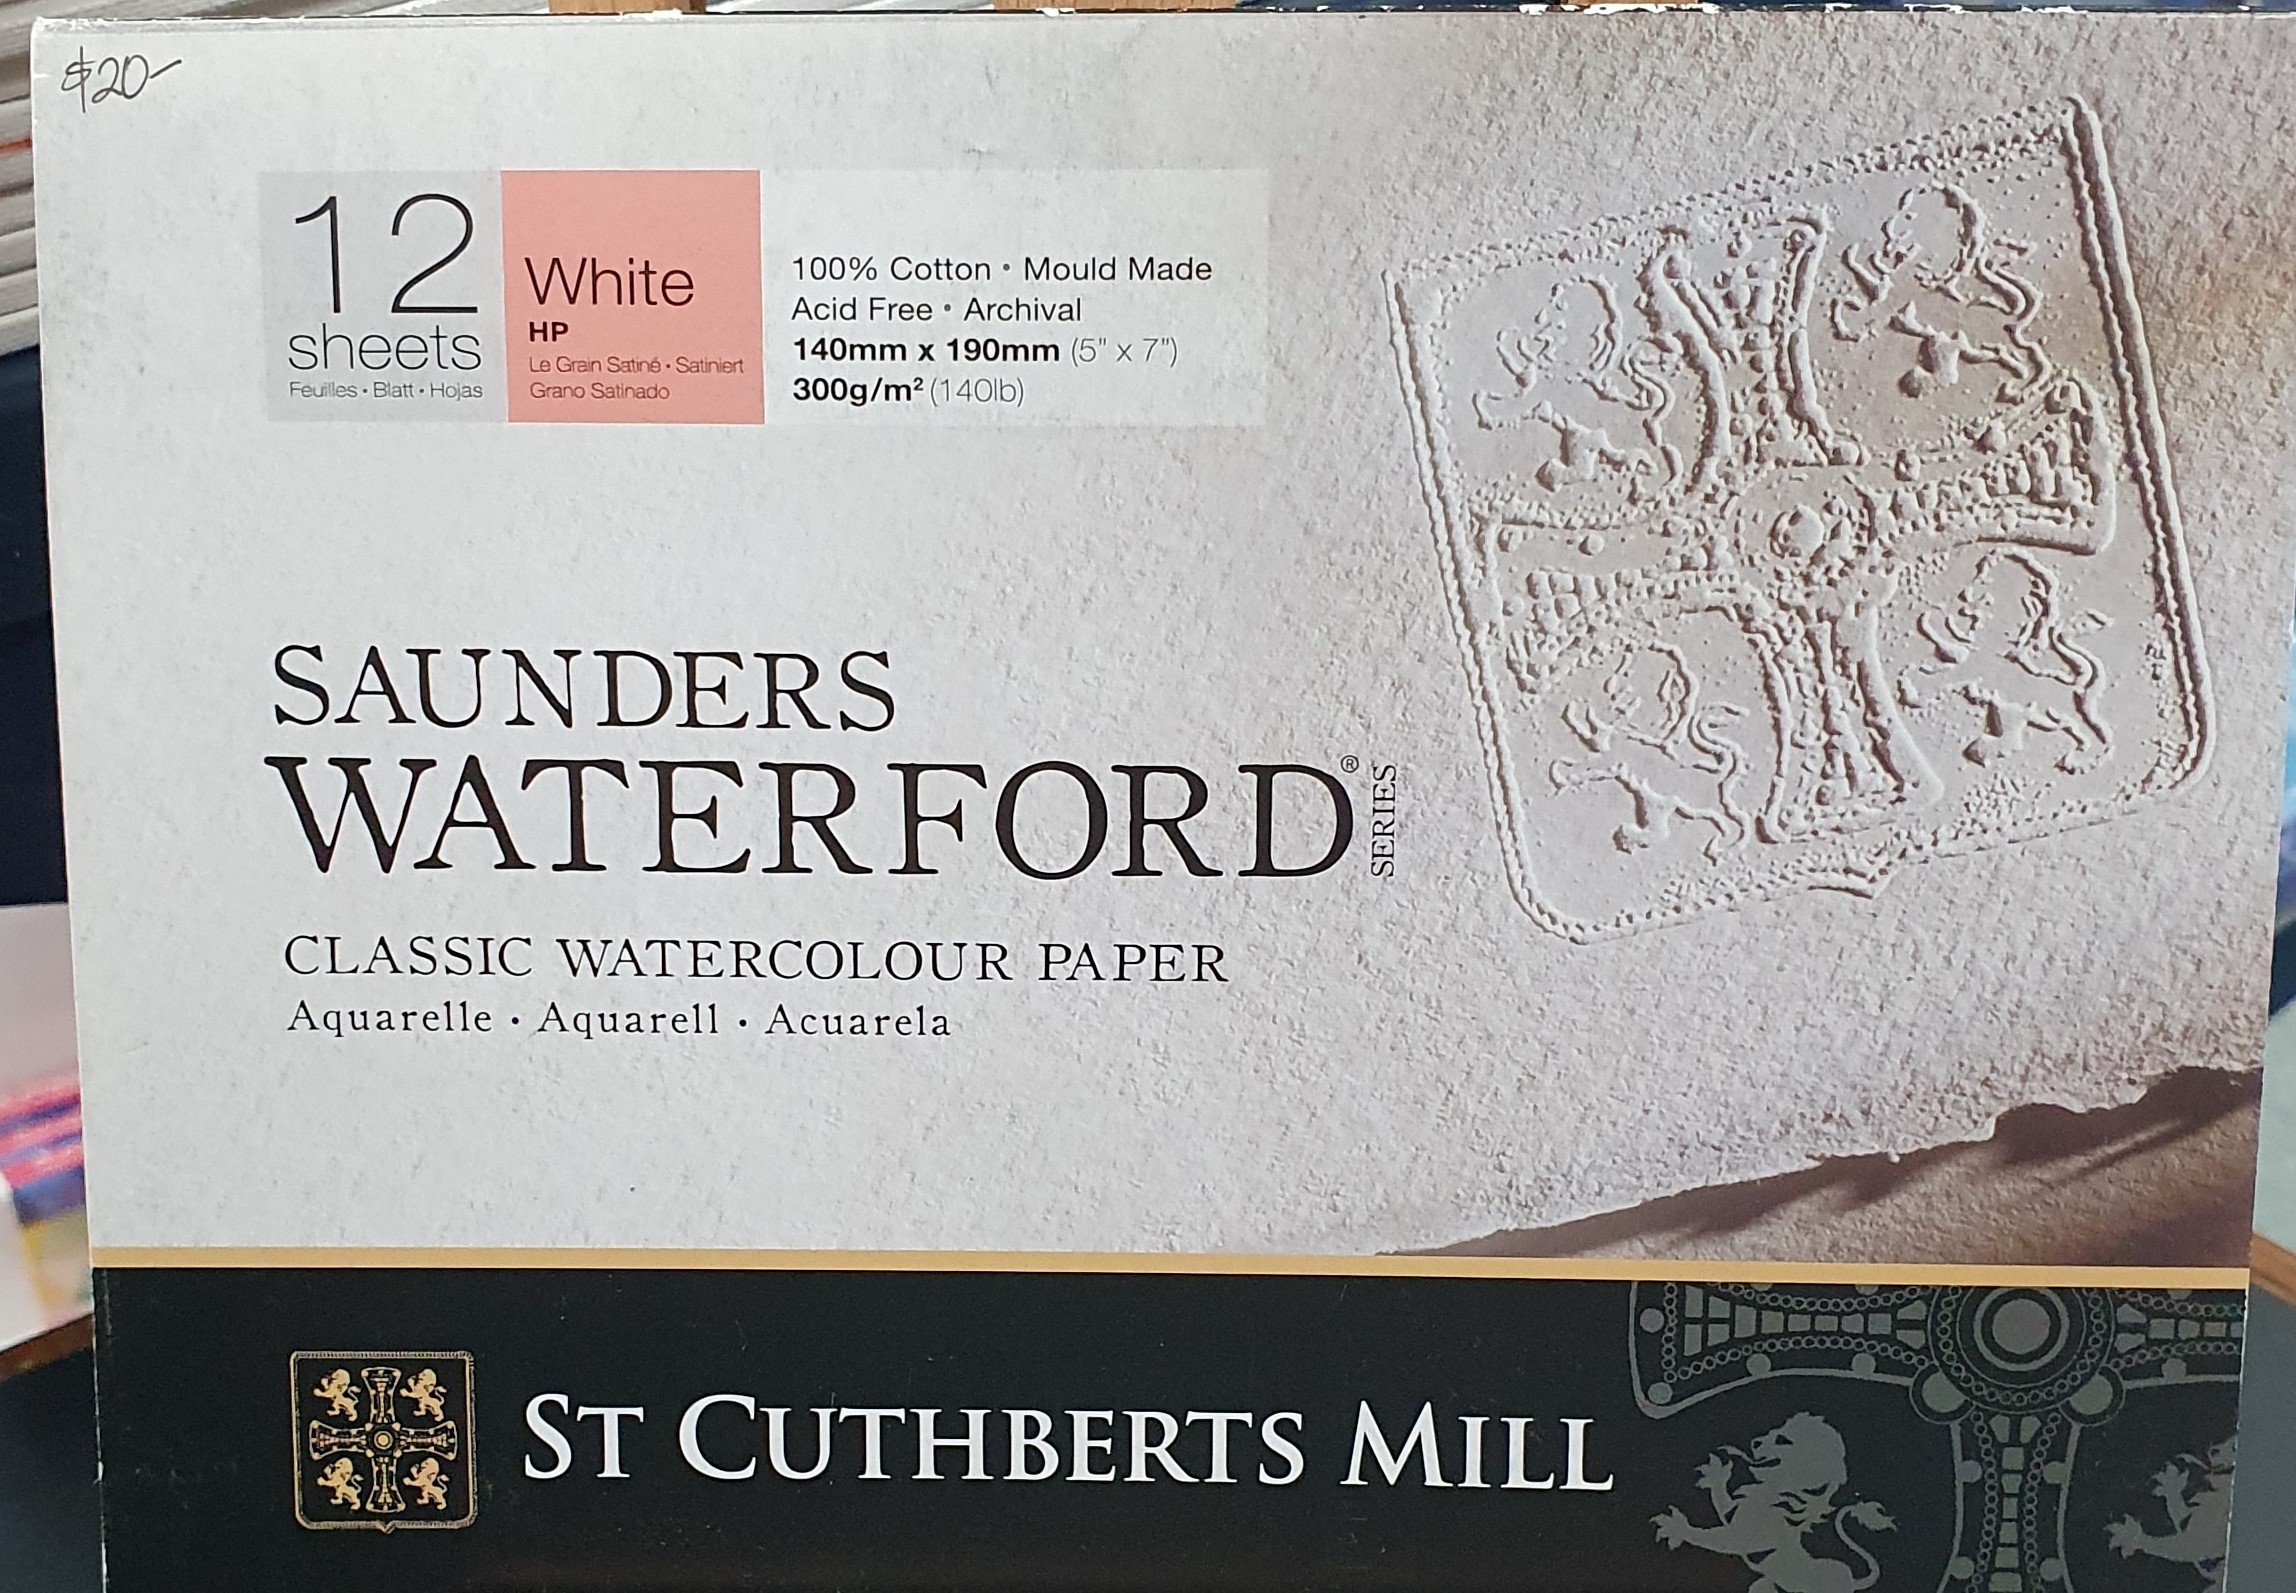 $20-
12
sheets
Feuilles • Blatt • Hojas
White
HP
Le Grain Satiné • Satiniert
Grano Satinado
100% Cotton • Mould Made
Acid Free • Archival
140mm x 190mm (5" x 7")
300g/m² (140lb)
SAUNDERS
WATERFORD®
SERIES
CLASSIC WATERCOLOUR PAPER
Aquarelle • Aquarell • Acuarela
ST CUTHBERTS MILL